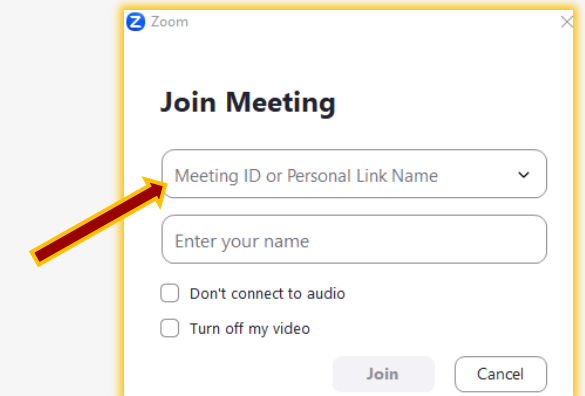 Zoom
Join Meeting
Meeting ID or Personal Link Name
Enter your name
Don't connect to audio
Turn off my video
Join Cancel